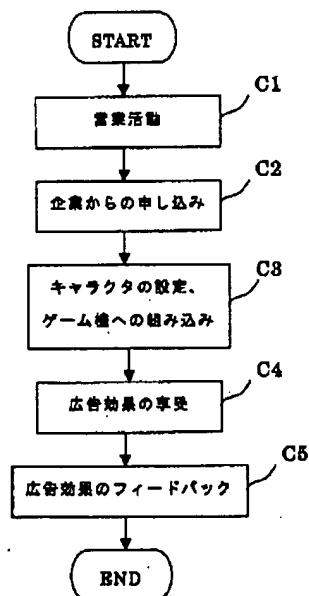 START
C1
営業活動
C2
企業からの申し込み
C3
キャラクタの設定、
ゲーム機への組み込み
C4
広告効果の享受
C5
広告効果のフィードバック
END